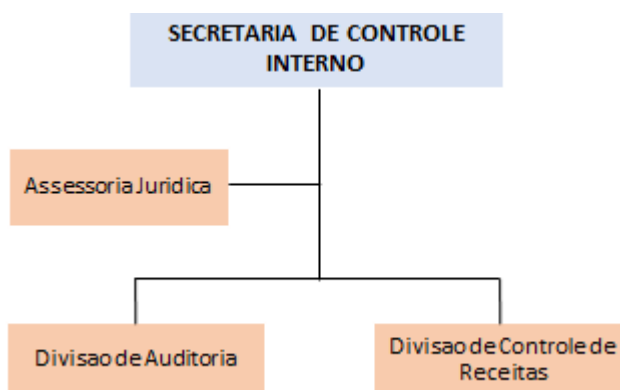 SECRETARIA DE CONTROLE
INTERNO
Assessoria Juridica
Divisao de Auditoria
Divisao de Controle de
Receitas